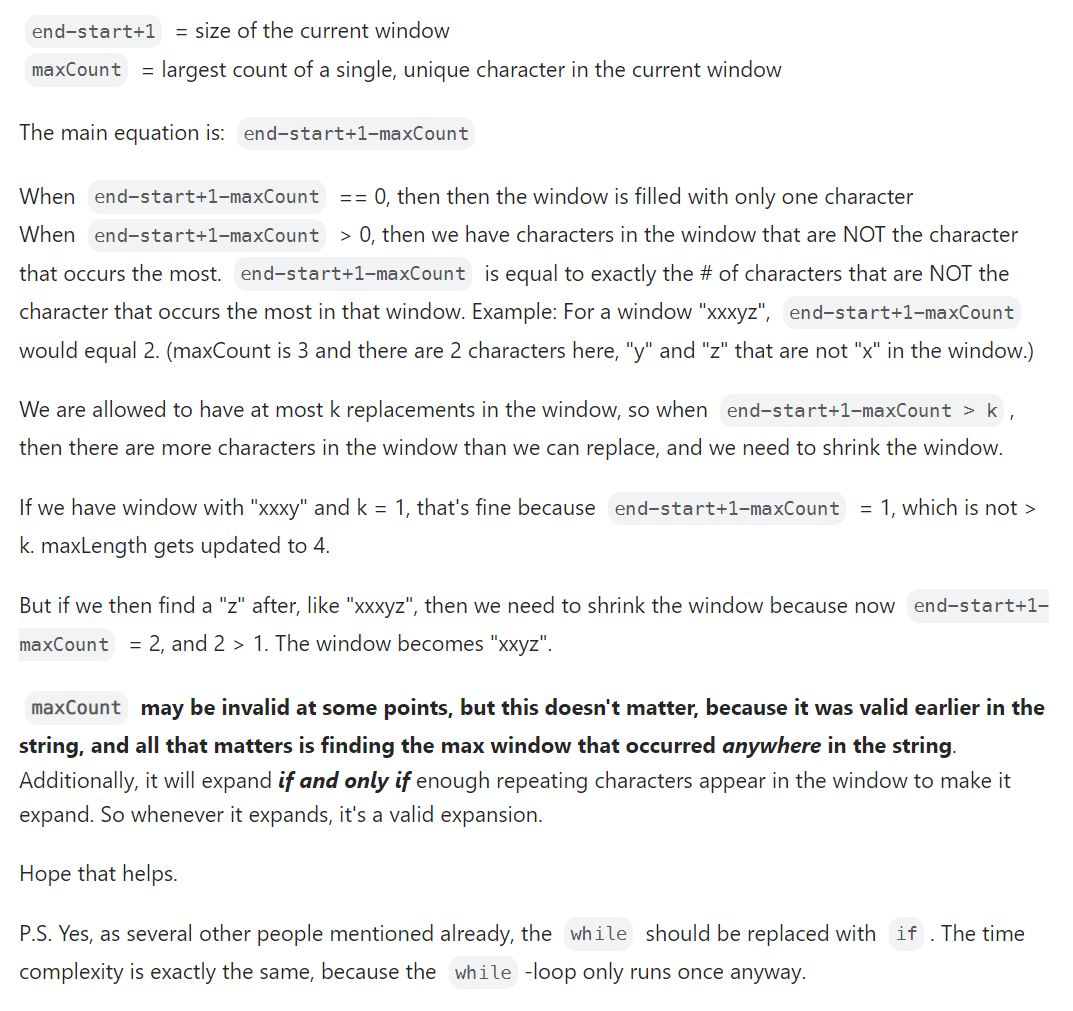 end-start+1 = size of the current window
maxCount = largest count of a single, unique character in the current window
The main equation is: end-start+1-maxCount
When end-start+1-maxCount == 0, then then the window is filled with only one character
When end-start+1-maxCount > 0, then we have characters in the window that are NOT the character
that occurs the most. end-start+1-maxCount is equal to exactly the # of characters that are NOT the
character that occurs the most in that window. Example: For a window "xxxyz", end-start+1-maxCount
would equal 2. (maxCount is 3 and there are 2 characters here, "y" and "z" that are not "x" in the window.)
We are allowed to have at most k replacements in the window, so when end-start+1-maxCount > k ,
then there are more characters in the window than we can replace, and we need to shrink the window.
If we have window with "xxxy" and k = 1, that's fine because end-start+1-maxCount = 1, which is not >
k. maxLength gets updated to 4.
But if we then find a "z" after, like "xxxyz", then we need to shrink the window because now end-start+1-
maxCount = 2, and 2 > 1. The window becomes "xxyz".
maxCount may be invalid at some points, but this doesn't matter, because it was valid earlier in the
string, and all that matters is finding the max window that occurred anywhere in the string.
Additionally, it will expand if and only if enough repeating characters appear in the window to make it
expand. So whenever it expands, it's a valid expansion.
Hope that helps.
P.S. Yes, as several other people mentioned already, the while should be replaced with if . The time
complexity is exactly the same, because the while -loop only runs once anyway.